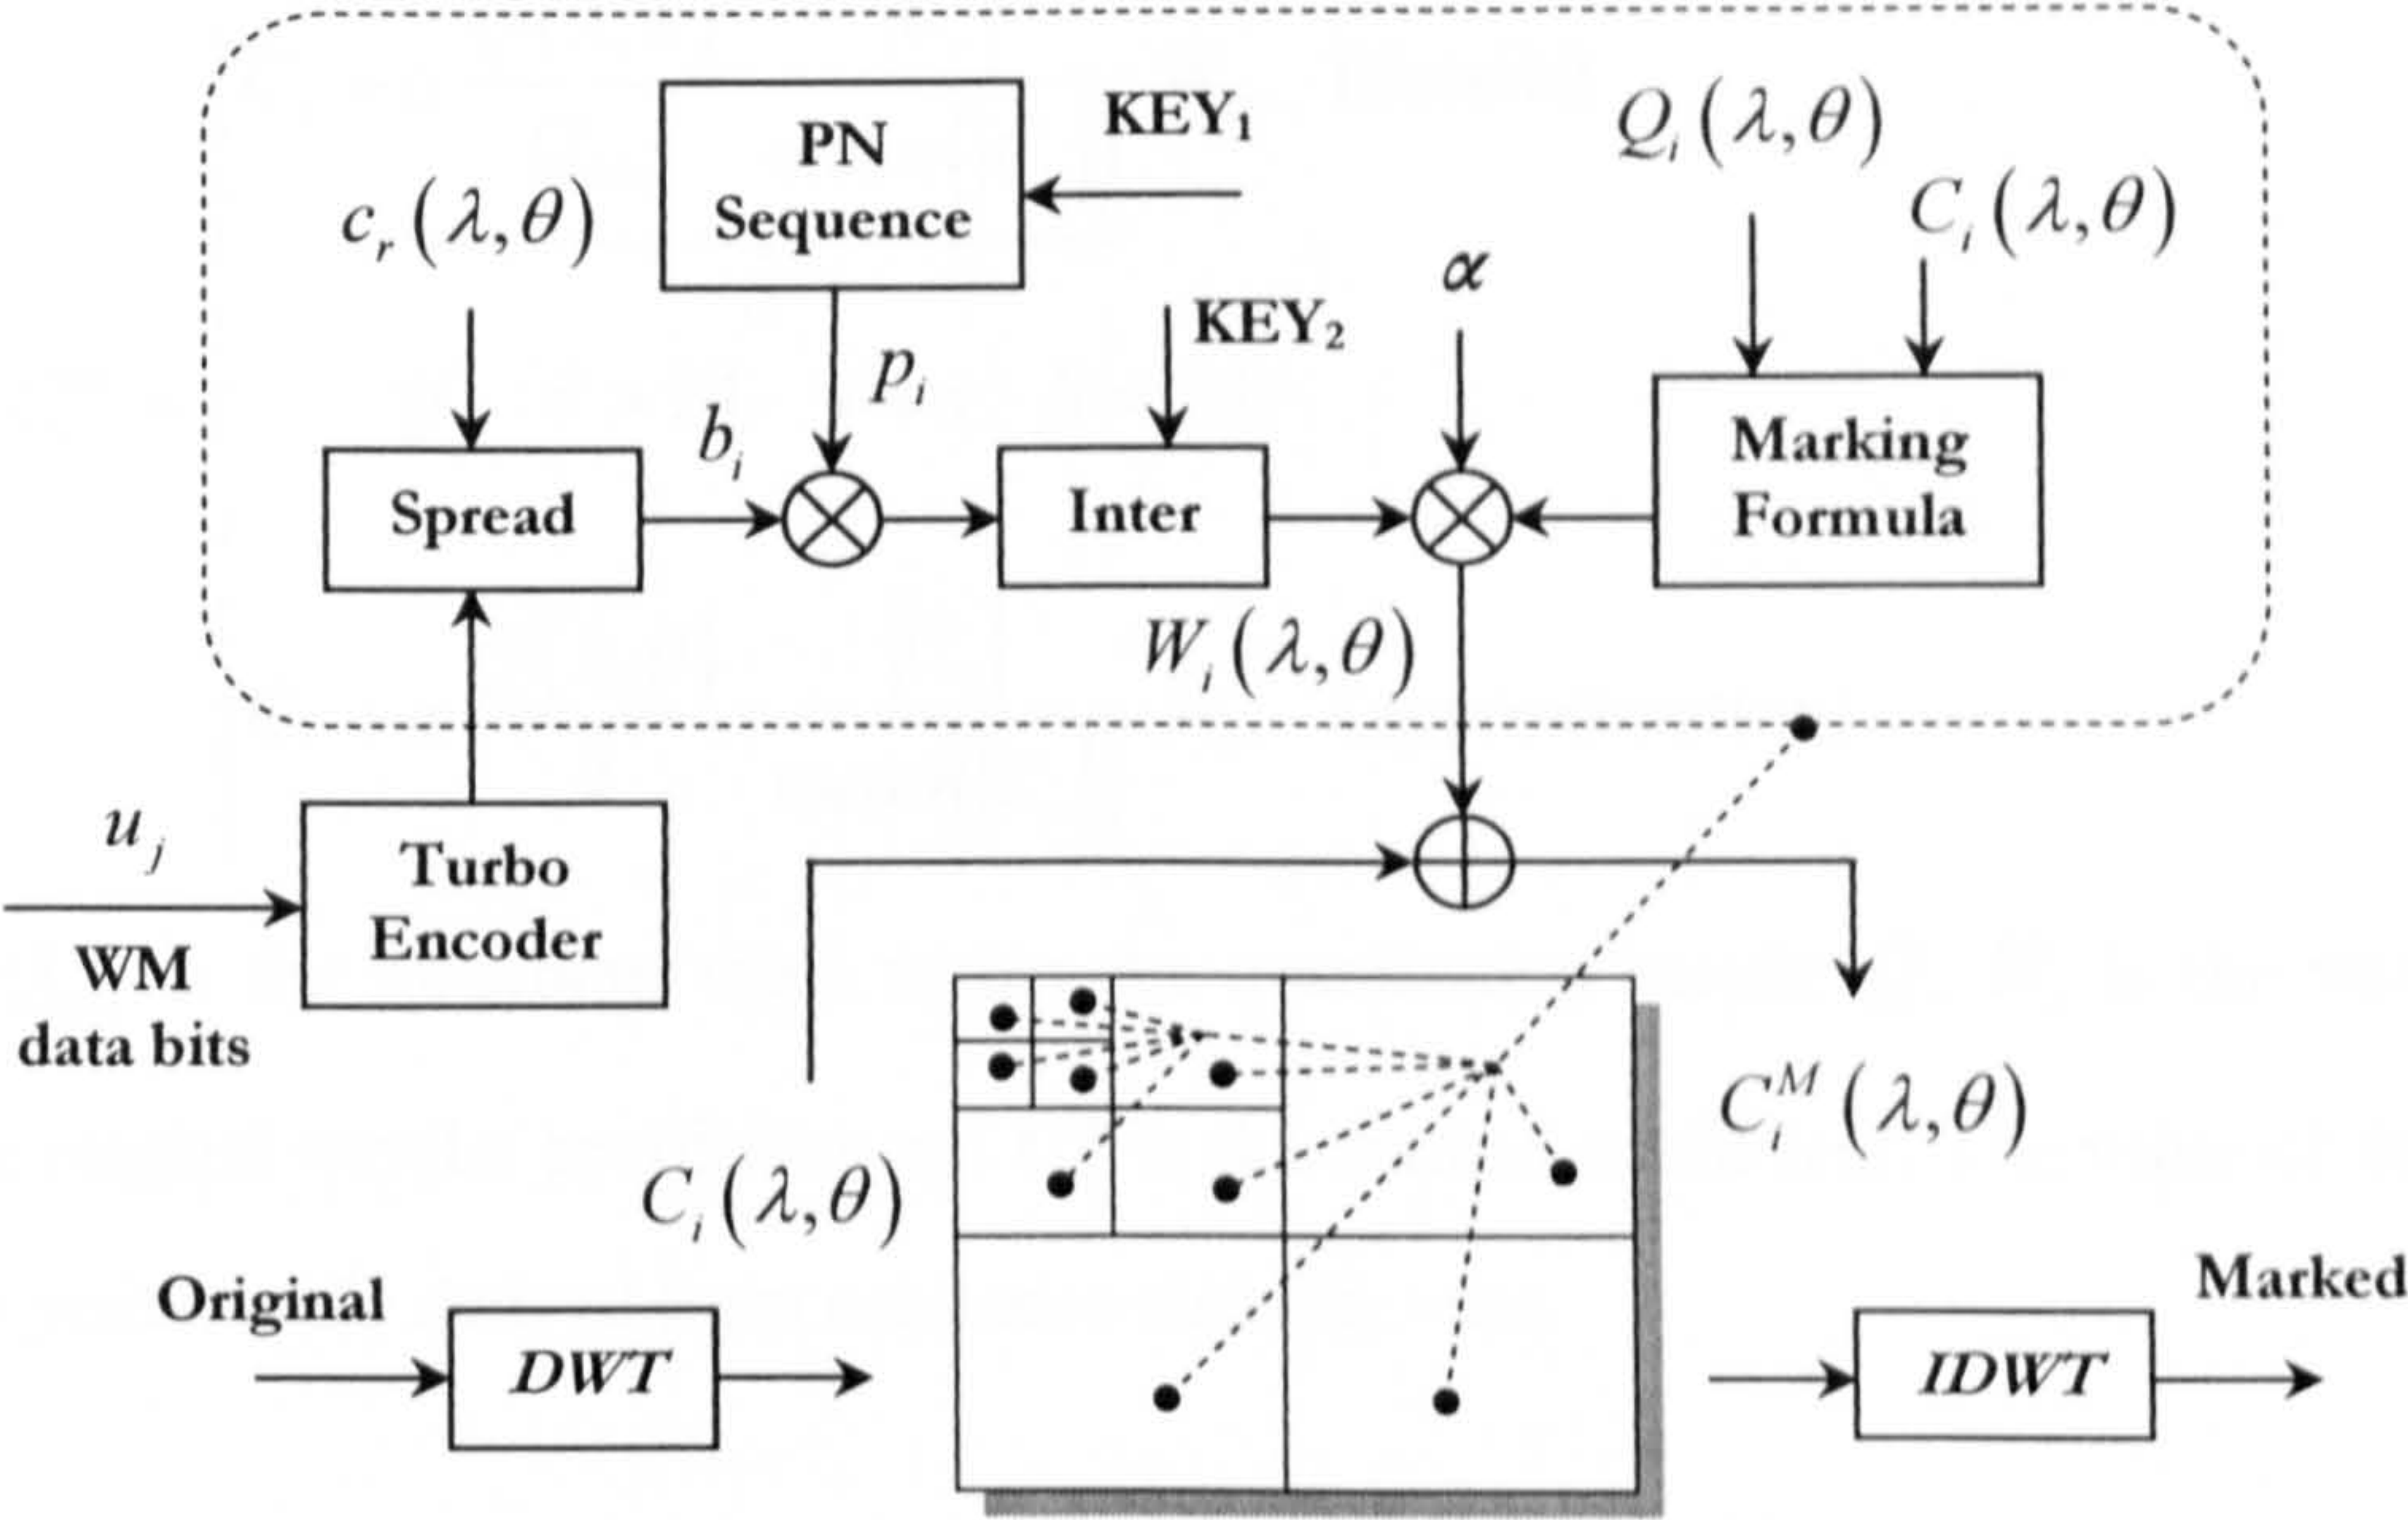 PN
Sequence
KEY₁
Qᵢ(λ,θ)
cᵣ(λ,θ)
Cᵢ(λ,θ)
α
KEY₂
pᵢ
bᵢ
Spread
Inter
Marking
Formula
Wᵢ(λ,θ)
uⱼ
WM
data bits
Turbo
Encoder
Cᵢ(λ,θ)
Cᵢᴹ(λ,θ)
Original
DWT
IDWT
Marked